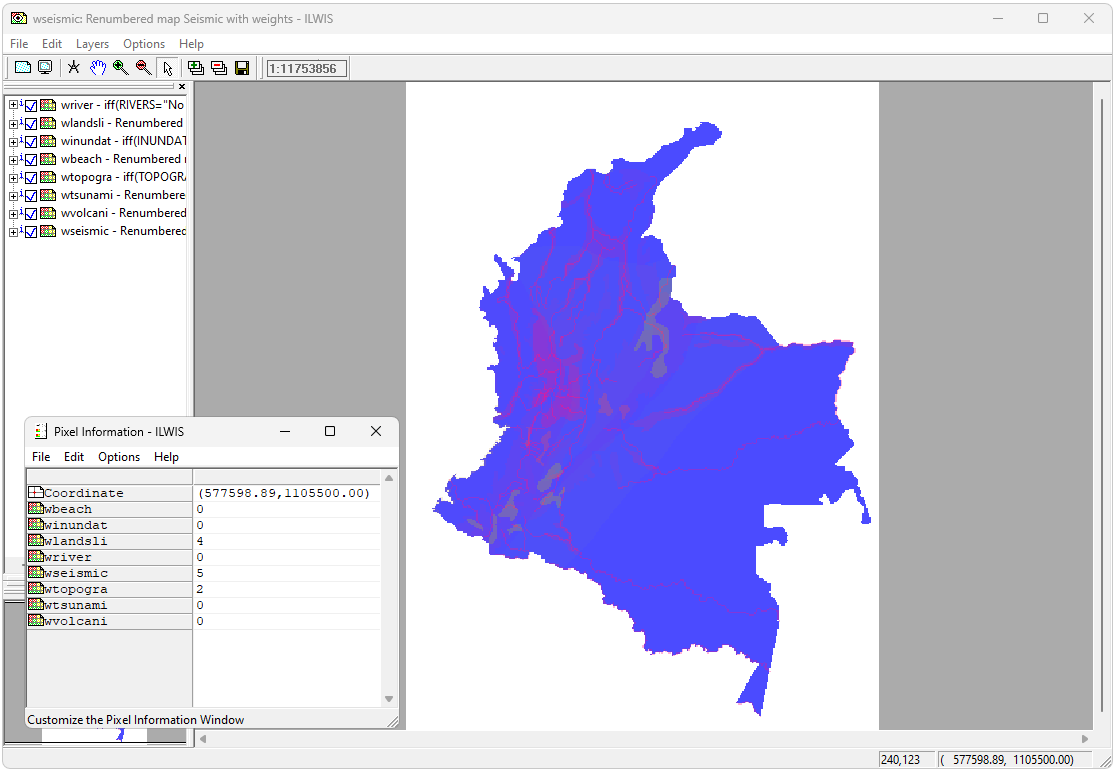 wseismic: Renumbered map Seismic with weights - ILWIS
File Edit Layers Options Help
1:11753856
wriver - iff(RIVERS="No
wlandsli - Renumbered
winundat - iff(INUNDAT
wbeach - Renumbered
wtopogra - iff(TOPOGRA
wtsunami - Renumbere
wvolcani - Renumbered
wseismic - Renumbered
Pixel Information - ILWIS
File Edit Options Help
Coordinate (577598.89,1105500.00)
wbeach 0
winundat 0
wlandsli 4
wriver 0
wseismic 5
wtopogra 2
wtsunami 0
wvolcani 0
Customize the Pixel Information Window
240,123 ( 577598.89, 1105500.00)